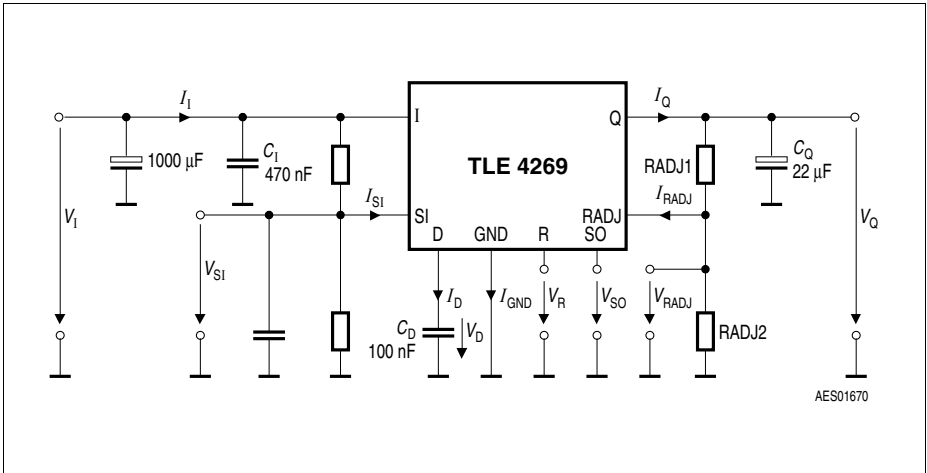 I_I
I_Q
I
Q
1000 µF
C_I
470 nF
TLE 4269
RADJ1
C_Q
22 µF
I_SI
I_RADJ
SI
RADJ
V_I
V_SI
D
GND
R
SO
V_Q
I_D
I_GND
V_R
V_SO
V_RADJ
C_D
100 nF
V_D
RADJ2
AES01670